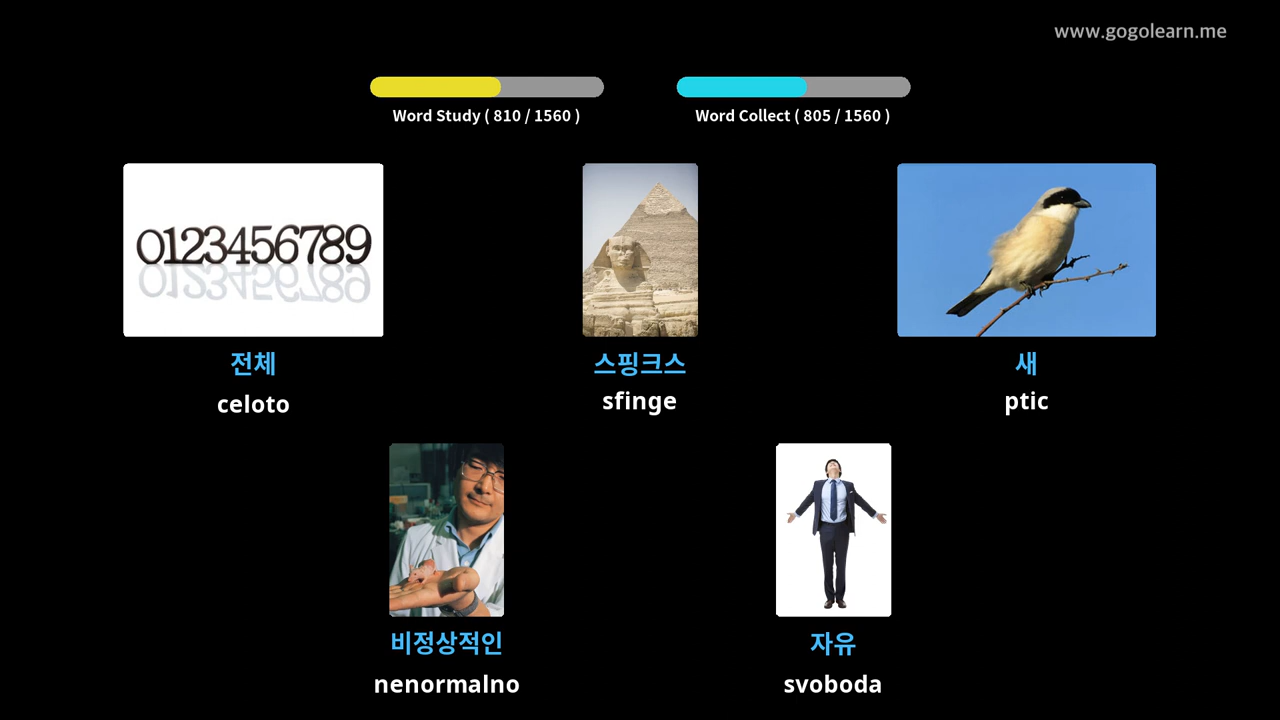 www.gogolearn.me
Word Study ( 810 / 1560 )
Word Collect ( 805 / 1560 )
0123456789
전체
celoto
스핑크스
sfinge
새
ptic
비정상적인
nenormalno
자유
svoboda